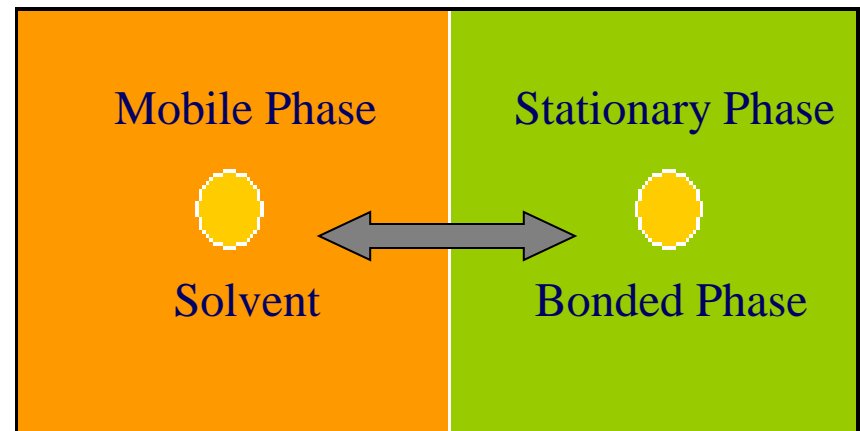 Mobile Phase
Stationary Phase
Solvent
Bonded Phase